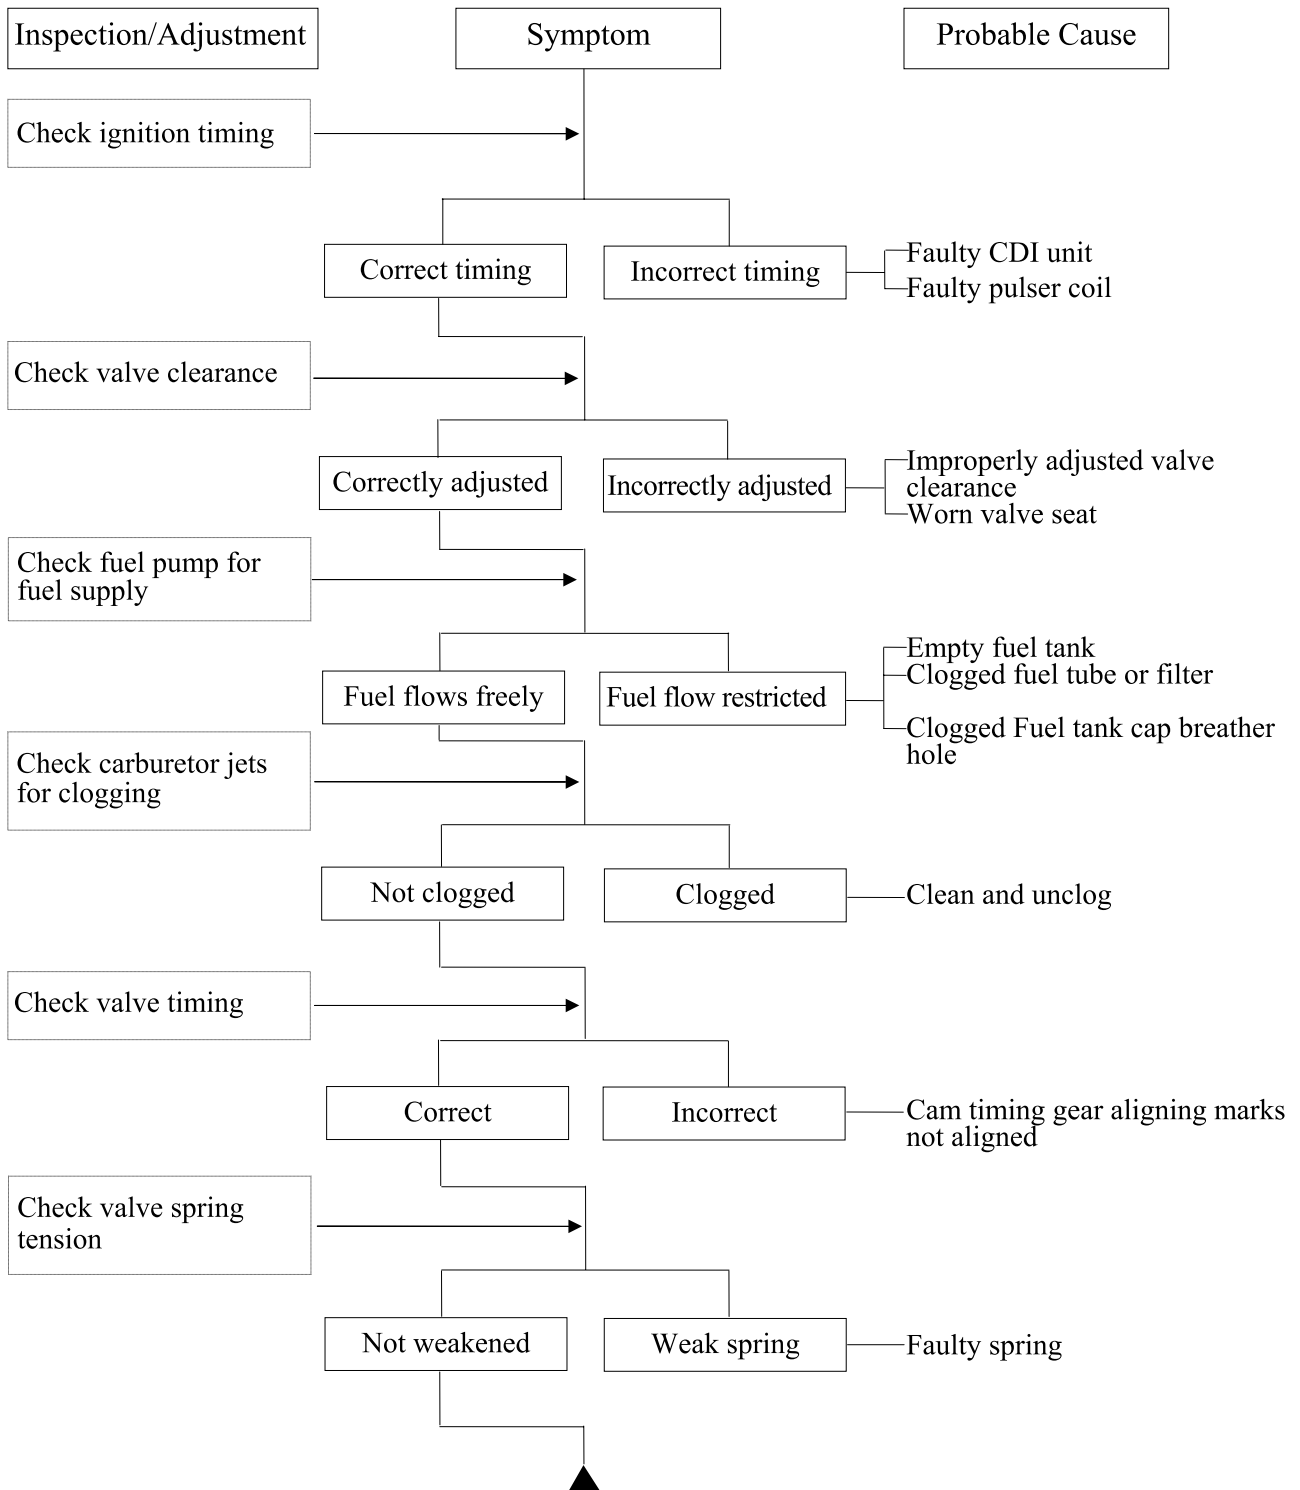 Inspection/Adjustment
Symptom
Probable Cause
Check ignition timing
Correct timing
Incorrect timing
Faulty CDI unit
Faulty pulser coil
Check valve clearance
Correctly adjusted
Incorrectly adjusted
Improperly adjusted valve
clearance
Worn valve seat
Check fuel pump for
fuel supply
Fuel flows freely
Fuel flow restricted
Empty fuel tank
Clogged fuel tube or filter
Clogged Fuel tank cap breather
hole
Check carburetor jets
for clogging
Not clogged
Clogged
Clean and unclog
Check valve timing
Correct
Incorrect
Cam timing gear aligning marks
not aligned
Check valve spring
tension
Not weakened
Weak spring
Faulty spring